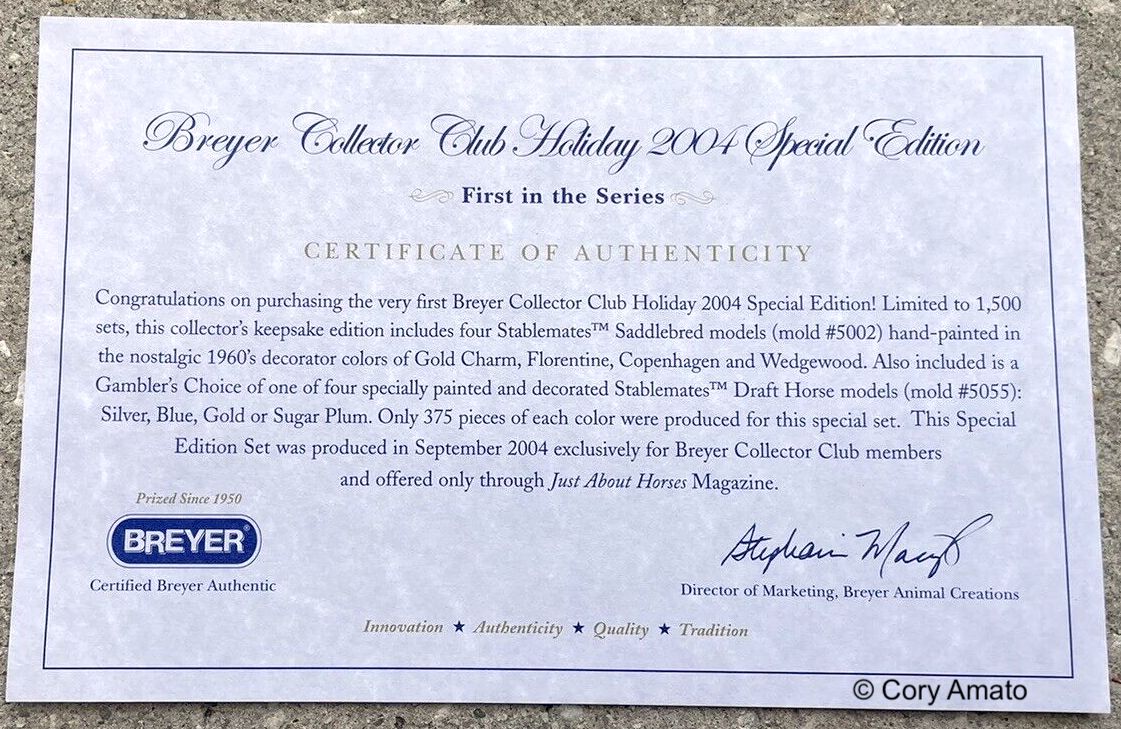 Breyer Collector Club Holiday 2004 Special Edition
First in the Series
CERTIFICATE OF AUTHENTICITY
Congratulations on purchasing the very first Breyer Collector Club Holiday 2004 Special Edition! Limited to 1,500
sets, this collector's keepsake edition includes four Stablemates™ Saddlebred models (mold #5002) hand-painted in
the nostalgic 1960's decorator colors of Gold Charm, Florentine, Copenhagen and Wedgewood. Also included is a
Gambler's Choice of one of four specially painted and decorated Stablemates™ Draft Horse models (mold #5055):
Silver, Blue, Gold or Sugar Plum. Only 375 pieces of each color were produced for this special set. This Special
Edition Set was produced in September 2004 exclusively for Breyer Collector Club members
and offered only through Just About Horses Magazine.
Prized Since 1950
BREYER®
Certified Breyer Authentic
Director of Marketing, Breyer Animal Creations
Innovation ★ Authenticity ★ Quality ★ Tradition
© Cory Amato